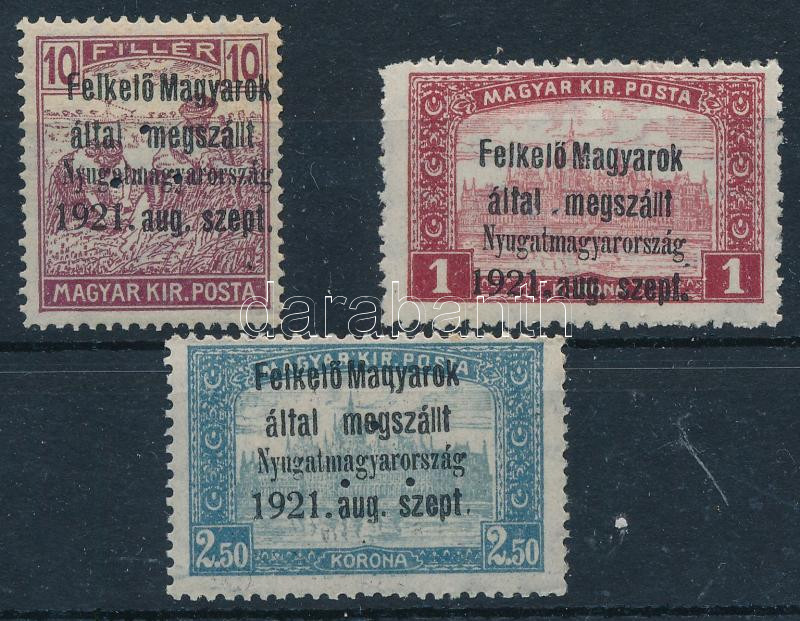 FILLÉR
10 10
Felkelő Magyarok
által megszállt
Nyugatmagyarország
1921. aug. szept.
MAGYAR KIR. POSTA
MAGYAR KIR. POSTA
Felkelő Magyarok
által megszállt
Nyugatmagyarország
1921. aug. szept.
1 KORONA 1
darabanth
MAGYAR KIR. POSTA
Felkelő Magyarok
által megszállt
Nyugatmagyarország
1921. aug. szept.
2.50 KORONA 2.50